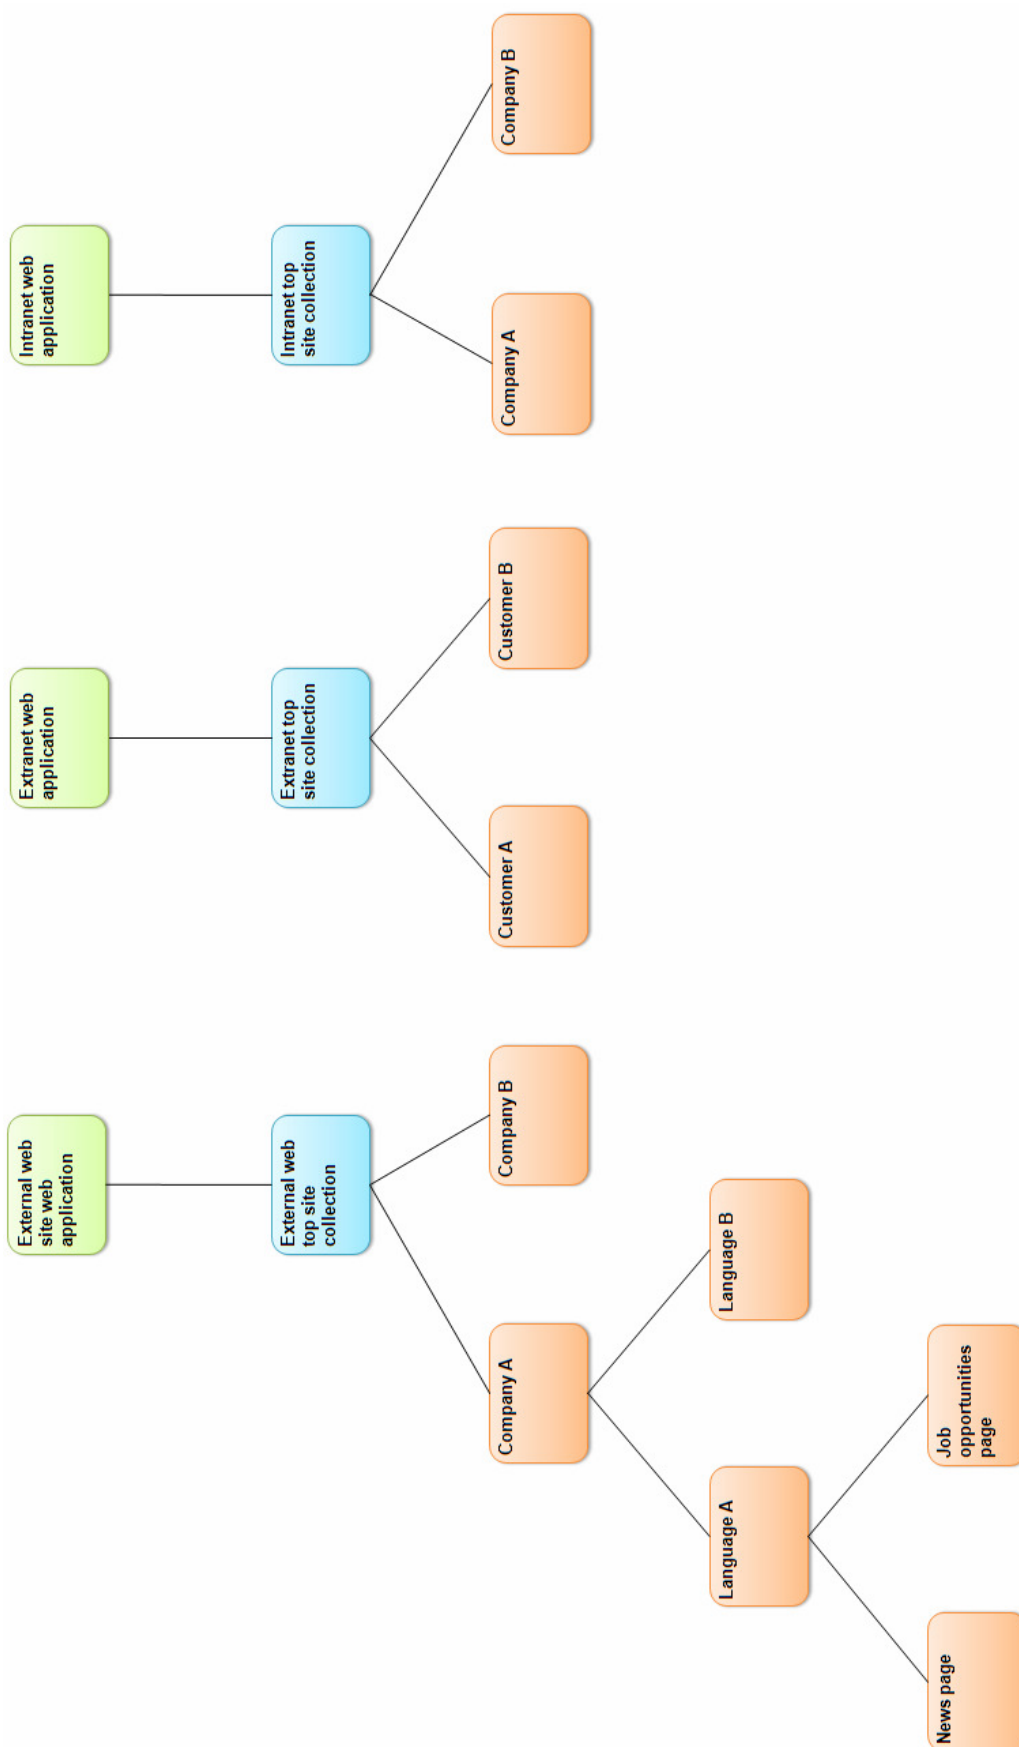 External web
site web
application
Extranet web
application
Intranet web
application
External web
top site
collection
Extranet top
site collection
Intranet top
site collection
Company A
Company B
Customer A
Customer B
Company A
Company B
Language A
Language B
News page
Job
opportunities
page